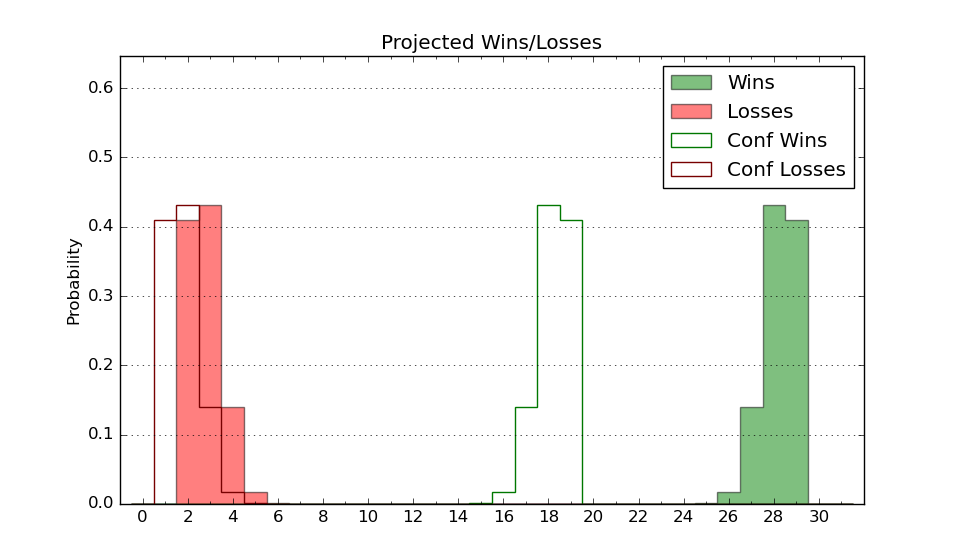 Projected Wins/Losses
Wins
Losses
Conf Wins
Conf Losses
Probability
0.6
0.5
0.4
0.3
0.2
0.1
0.0
0 2 4 6 8 10 12 14 16 18 20 22 24 26 28 30